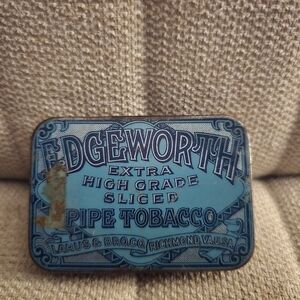 EDGEWORTH
EXTRA
HIGH GRADE
SLICED
PIPE TOBACCO
LARUS & BRO.CO. RICHMOND VA.U.S.A.